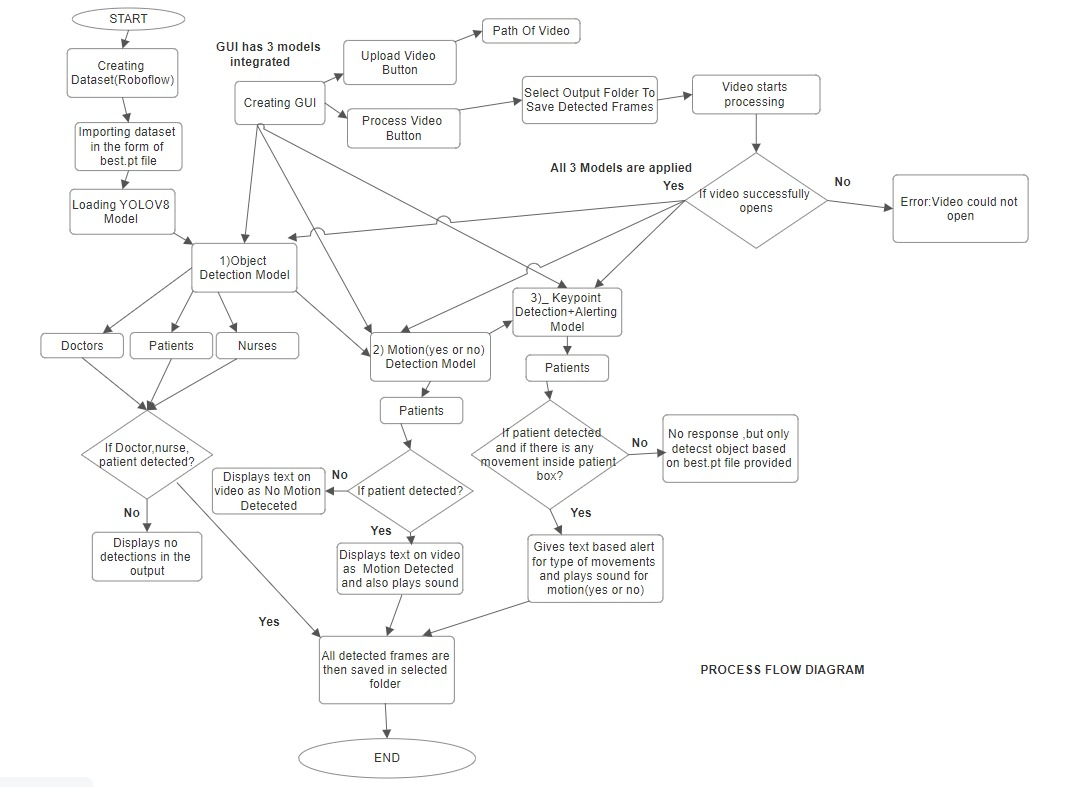 START
Creating
Dataset(Roboflow)
Importing dataset
in the form of
best.pt file
Loading YOLOV8
Model
GUI has 3 models
integrated
Creating GUI
Upload Video
Button
Path Of Video
Process Video
Button
Select Output Folder To
Save Detected Frames
Video starts
processing
All 3 Models are applied
Yes
If video successfully
opens
No
Error:Video could not
open
1)Object
Detection Model
Doctors
Patients
Nurses
If Doctor,nurse,
patient detected?
No
Displays no
detections in the
output
Yes
2) Motion(yes or no)
Detection Model
Patients
If patient detected?
No
Displays text on
video as No Motion
Deteceted
Yes
Displays text on video
as Motion Detected
and also plays sound
3)_ Keypoint
Detection+Alerting
Model
Patients
If patient detected
and if there is any
movement inside patient
box?
No
No response ,but only
detecst object based
on best.pt file provided
Yes
Gives text based alert
for type of movements
and plays sound for
motion(yes or no)
All detected frames are
then saved in selected
folder
END
PROCESS FLOW DIAGRAM